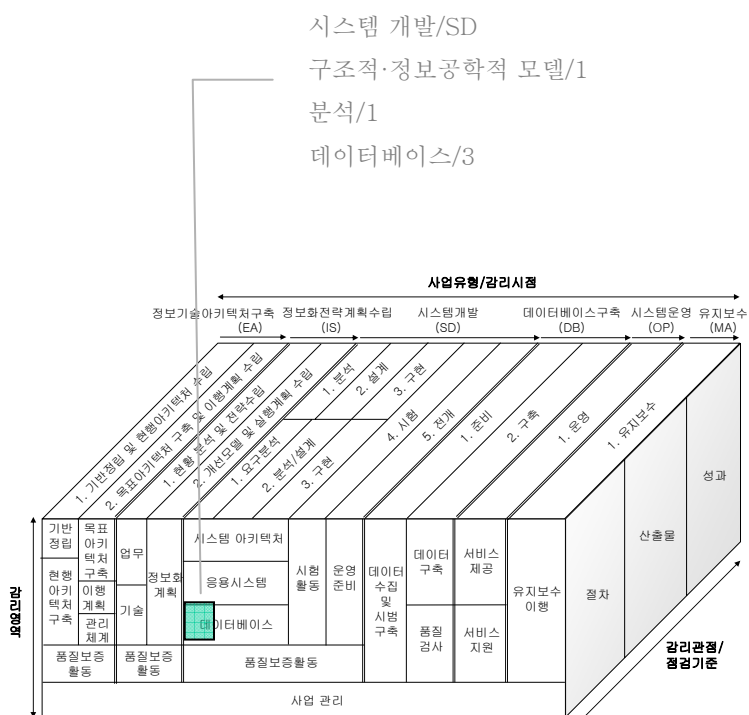 시스템 개발/SD
구조적·정보공학적 모델/1
분석/1
데이터베이스/3
사업유형/감리시점
정보기술아키텍처구축
(EA)
정보화전략계획수립
(IS)
시스템개발
(SD)
데이터베이스구축
(DB)
시스템운영
(OP)
유지보수
(MA)
1. 기반정립 및 현행아키텍처 수립
2. 목표아키텍처 구축 및 이행계획 수립
1. 현황 분석 및 전략수립
2. 개선모델 및 실행계획 수립
1. 분석
2. 설계
3. 구현
1. 요구분석
2. 분석/설계
3. 구현
4. 시험
5. 전개
1. 준비
2. 구축
1. 운영
1. 유지보수
감리영역
기반
정립
현행
아키
텍처
구축
목표
아키
텍처
구축
이행
계획
관리
체계
업무
기술
정보화
계획
시스템 아키텍처
응용시스템
데이터베이스
시험
활동
운영
준비
데이터
수집
및
시범
구축
데이터
구축
품질
검사
서비스
제공
서비스
지원
유지보수
이행
품질보증
활동
품질보증
활동
품질보증활동
사업 관리
절차
산출물
성과
감리관점/
점검기준